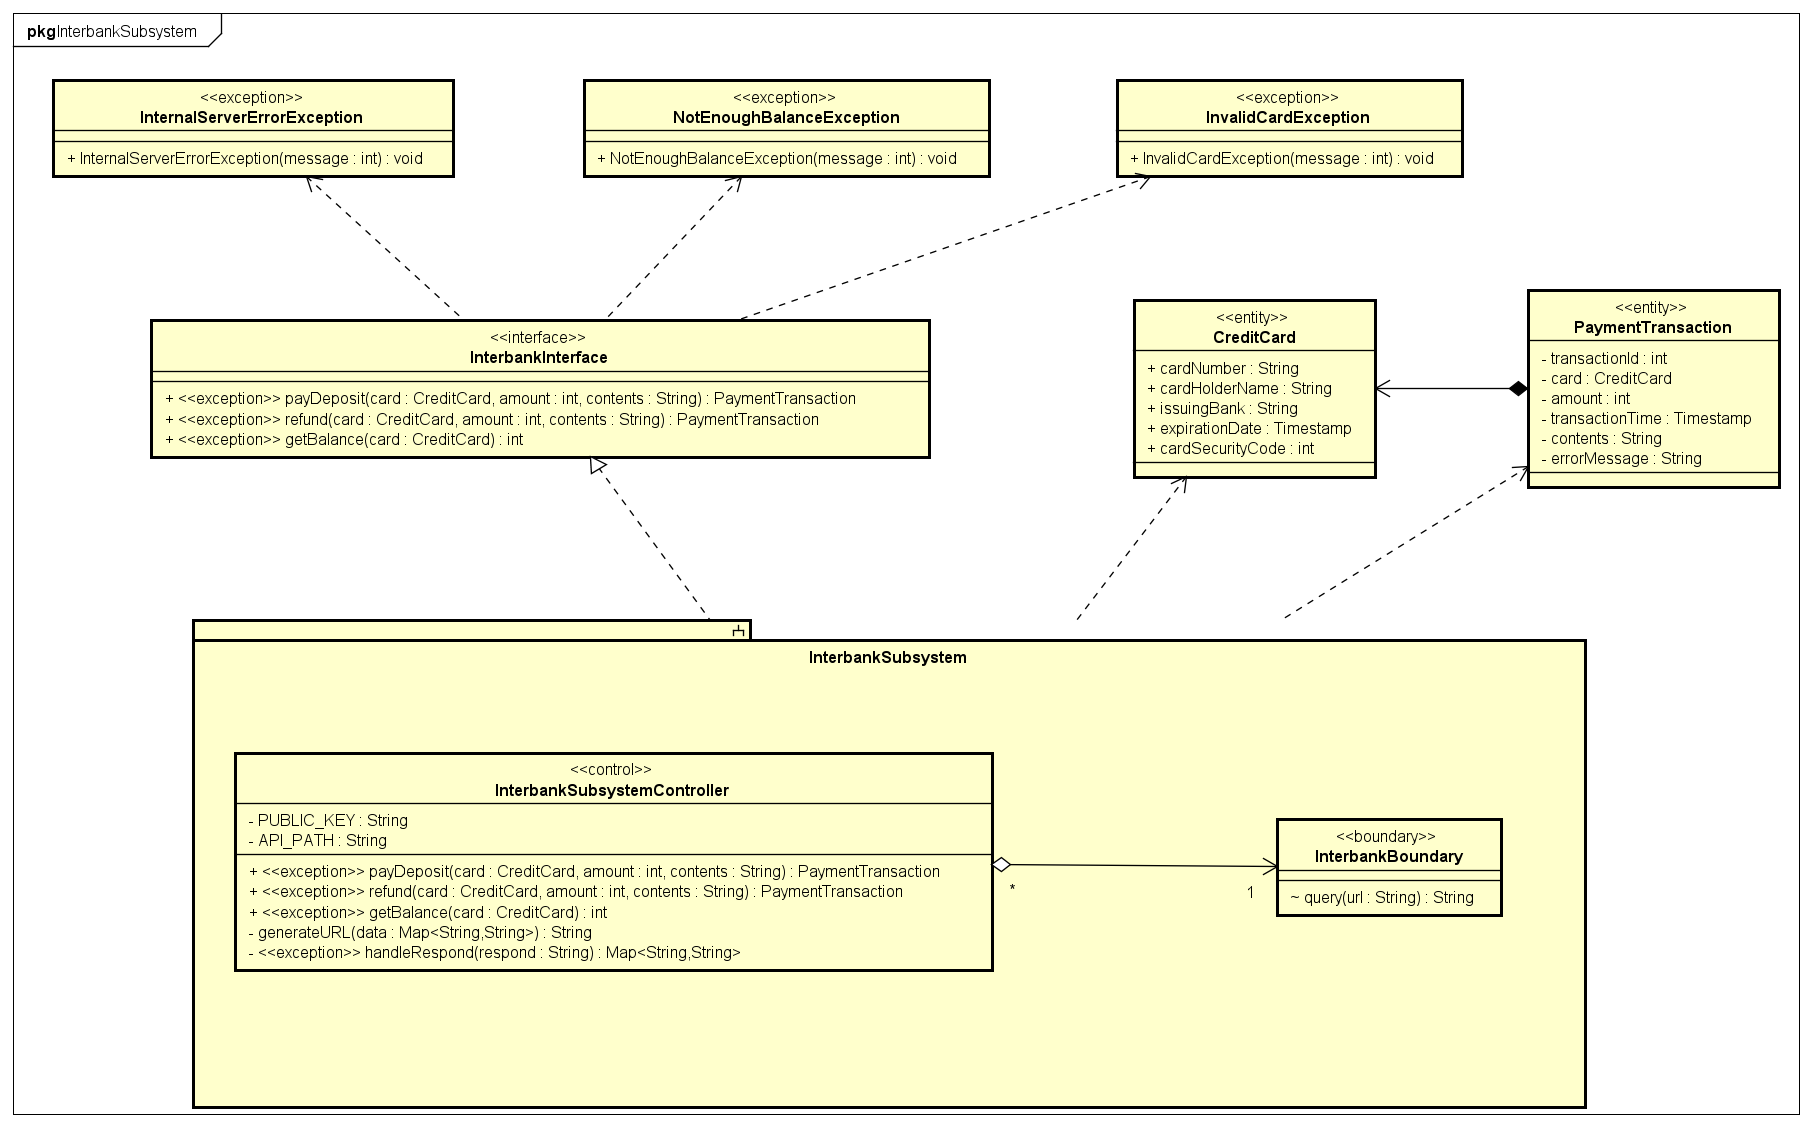 pkg InterbankSubsystem
<<exception>>
InternalServerErrorException
+ InternalServerErrorException(message : int) : void
<<exception>>
NotEnoughBalanceException
+ NotEnoughBalanceException(message : int) : void
<<exception>>
InvalidCardException
+ InvalidCardException(message : int) : void
<<interface>>
InterbankInterface
+ <<exception>> payDeposit(card : CreditCard, amount : int, contents : String) : PaymentTransaction
+ <<exception>> refund(card : CreditCard, amount : int, contents : String) : PaymentTransaction
+ <<exception>> getBalance(card : CreditCard) : int
<<entity>>
CreditCard
+ cardNumber : String
+ cardHolderName : String
+ issuingBank : String
+ expirationDate : Timestamp
+ cardSecurityCode : int
<<entity>>
PaymentTransaction
- transactionId : int
- card : CreditCard
- amount : int
- transactionTime : Timestamp
- contents : String
- errorMessage : String
InterbankSubsystem
<<control>>
InterbankSubsystemController
- PUBLIC_KEY : String
- API_PATH : String
+ <<exception>> payDeposit(card : CreditCard, amount : int, contents : String) : PaymentTransaction
+ <<exception>> refund(card : CreditCard, amount : int, contents : String) : PaymentTransaction
+ <<exception>> getBalance(card : CreditCard) : int
- generateURL(data : Map<String,String>) : String
- <<exception>> handleRespond(respond : String) : Map<String,String>
*
1
<<boundary>>
InterbankBoundary
~ query(url : String) : String